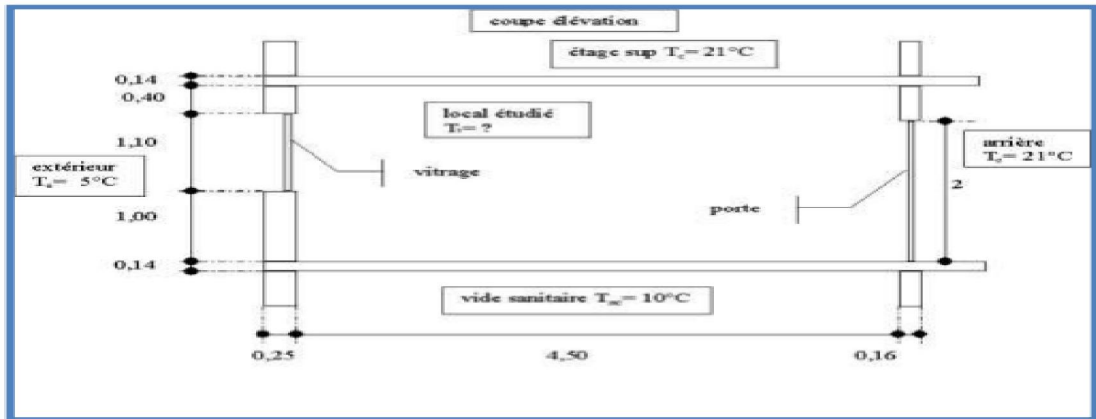 coupe élévation
étage sup T_c= 21°C
0,14
0,40
local étudié
T_i= ?
1,10
extérieur
T_e= 5°C
vitrage
arrière
T_c= 21°C
2
porte
1,00
0,14
vide sanitaire T_vs= 10°C
0,25
4,50
0,16